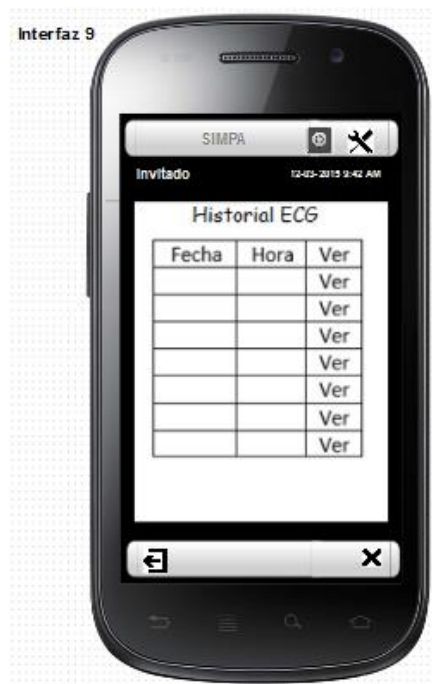 Interfaz 9
SIMPA
Invitado 12-03-2015 9:42 AM
Historial ECG
Fecha Hora Ver
Ver
Ver
Ver
Ver
Ver
Ver
Ver